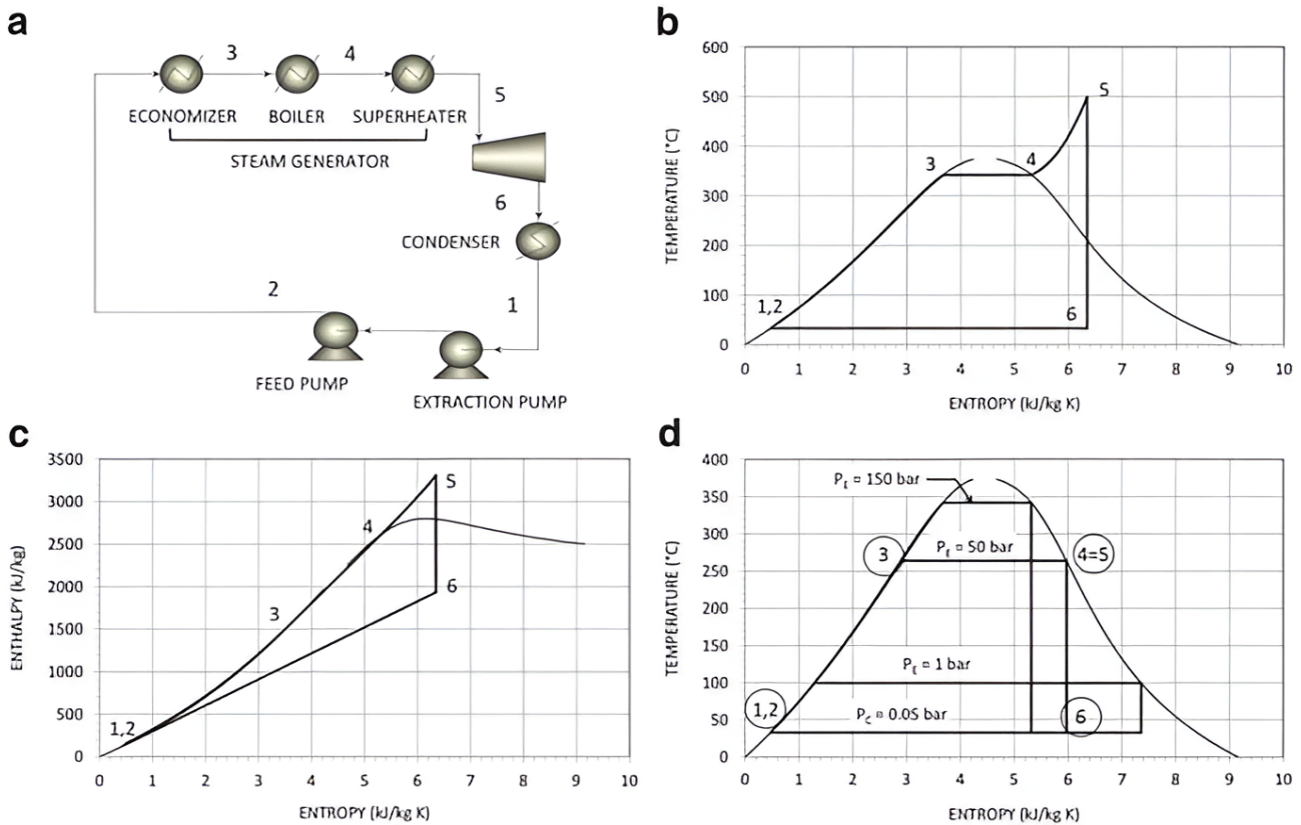 a
3
4
ECONOMIZER
BOILER
SUPERHEATER
5
STEAM GENERATOR
6
CONDENSER
2
1
FEED PUMP
EXTRACTION PUMP
b
600
500
400
300
200
100
0
TEMPERATURE (°C)
5
3
4
1,2
6
0 1 2 3 4 5 6 7 8 9 10
ENTROPY (kJ/kg K)
c
3500
3000
2500
2000
1500
1000
500
0
ENTHALPY (kJ/kg)
5
4
6
3
1,2
0 1 2 3 4 5 6 7 8 9 10
ENTROPY (kJ/kg K)
d
400
350
300
250
200
150
100
50
0
TEMPERATURE (°C)
P_E = 150 bar
3
P_E = 50 bar
4=5
P_E = 1 bar
1,2
P_C = 0.05 bar
6
0 1 2 3 4 5 6 7 8 9 10
ENTROPY (kJ/kg K)